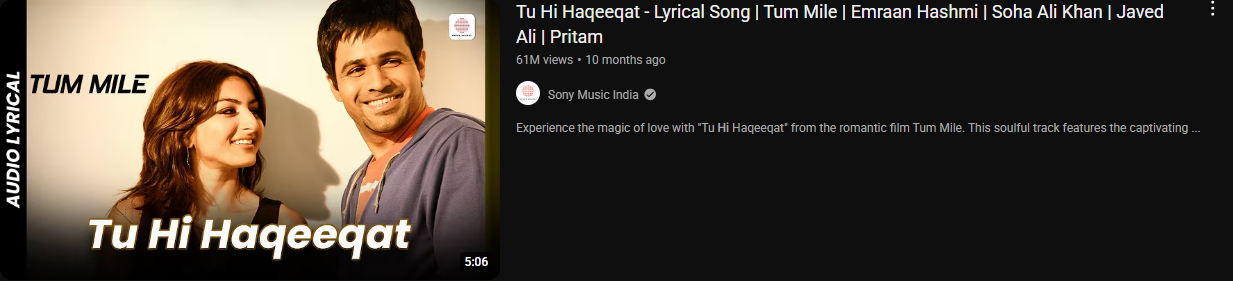 AUDIO LYRICAL
TUM MILE
Tu Hi Haqeeqat
5:06
Tu Hi Haqeeqat - Lyrical Song | Tum Mile | Emraan Hashmi | Soha Ali Khan | Javed
Ali | Pritam
61M views • 10 months ago
Sony Music India
Experience the magic of love with "Tu Hi Haqeeqat" from the romantic film Tum Mile. This soulful track features the captivating ...